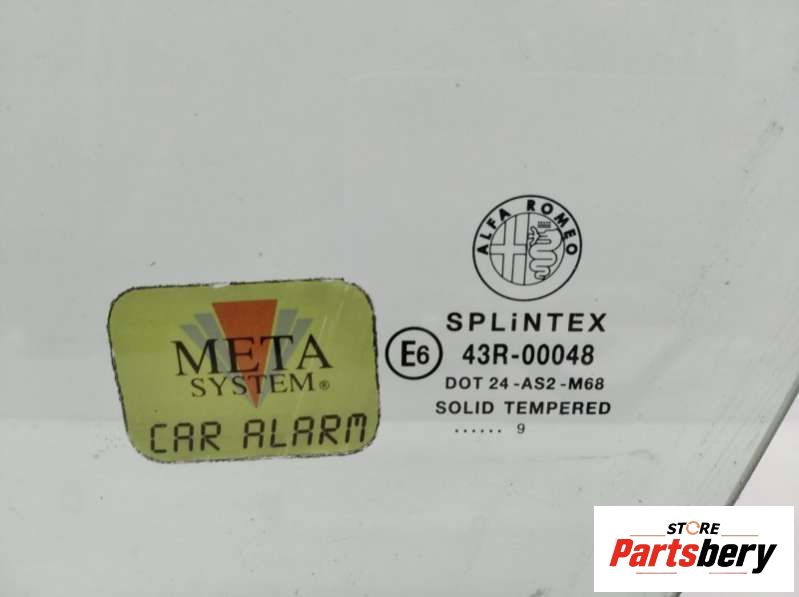 ALFA ROMEO
SPLiNTEX
E6 43R-00048
DOT 24-AS2-M68
SOLID TEMPERED
...... 9
META
SYSTEM®
CAR ALARM
STORE
Partsbery